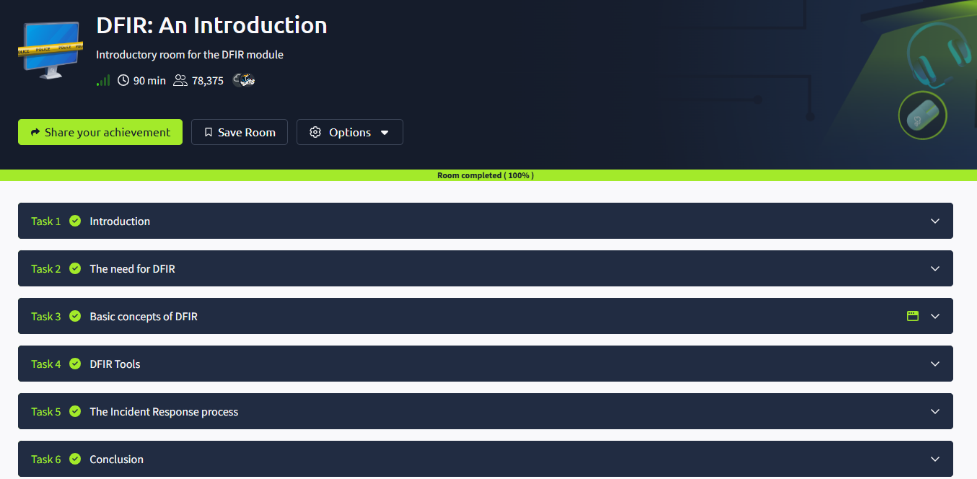 DFIR: An Introduction
Introductory room for the DFIR module
90 min 78,375
Share your achievement Save Room Options
Room completed ( 100% )
Task 1 Introduction
Task 2 The need for DFIR
Task 3 Basic concepts of DFIR
Task 4 DFIR Tools
Task 5 The Incident Response process
Task 6 Conclusion